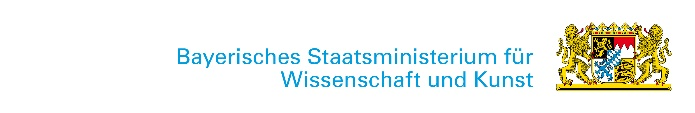 Bayerisches Staatsministerium für
Wissenschaft und Kunst